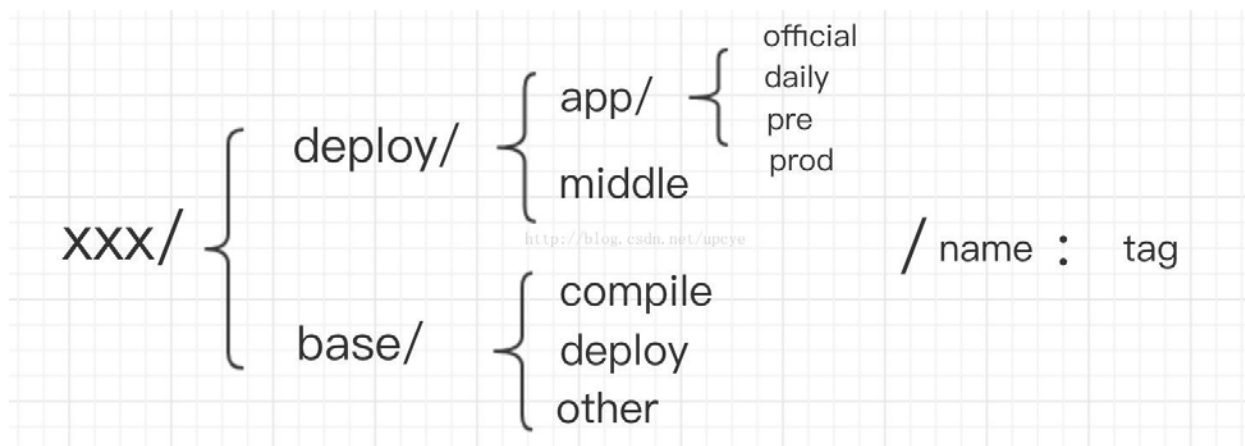 official
daily
app/
pre
deploy/
prod
middle
xxx/
http://blog.csdn.net/upcye
/ name : tag
compile
base/
deploy
other